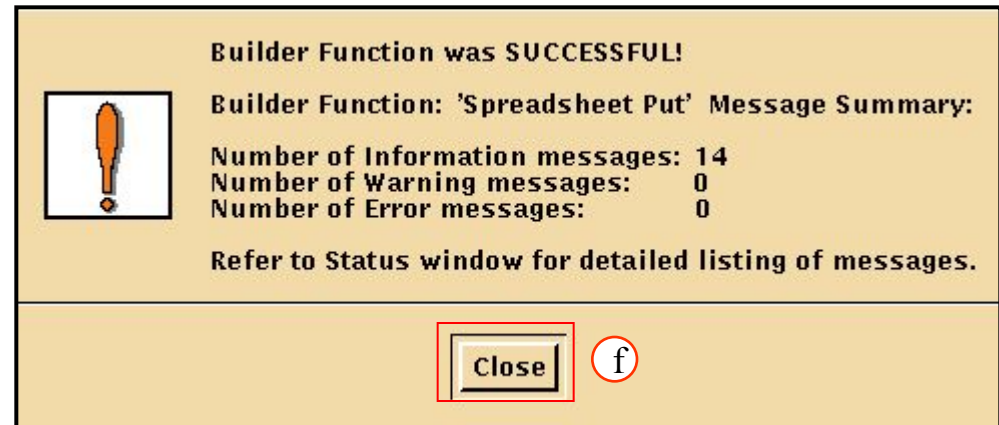 Builder Function was SUCCESSFUL!
Builder Function: 'Spreadsheet Put' Message Summary:
Number of Information messages: 14
Number of Warning messages: 0
Number of Error messages: 0
Refer to Status window for detailed listing of messages.
Close
f